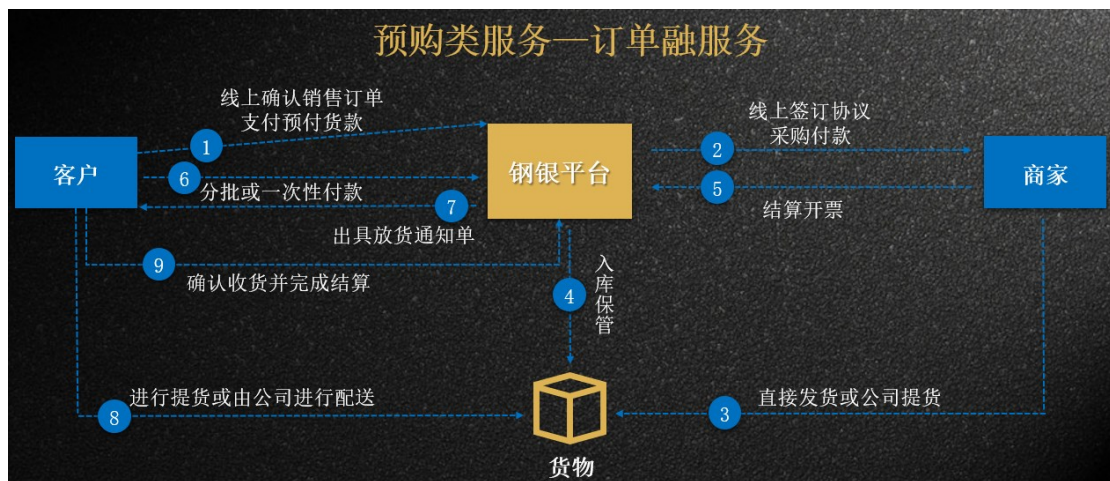 预购类服务—订单融服务
线上确认销售订单
支付预付货款
1
线上签订协议
采购付款
2
客户
钢银平台
商家
6
分批或一次性付款
5
结算开票
7
出具放货通知单
9
确认收货并完成结算
4
入库保管
进行提货或由公司进行配送
8
直接发货或公司提货
3
货物